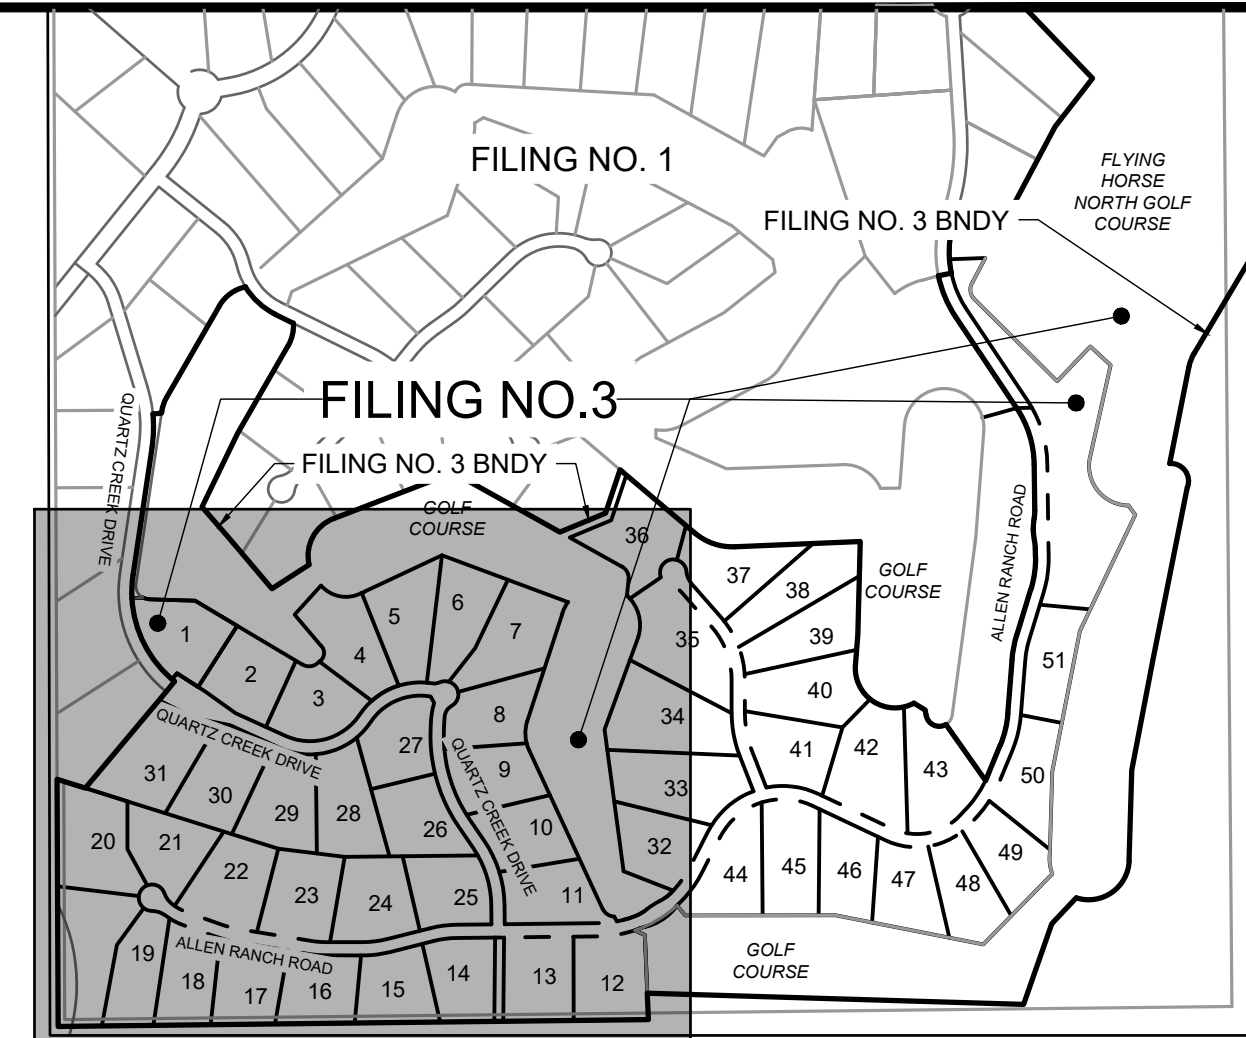 FILING NO. 1
FLYING
HORSE
NORTH GOLF
COURSE
FILING NO. 3 BNDY
FILING NO.3
QUARTZ CREEK DRIVE
FILING NO. 3 BNDY
GOLF
COURSE
36
37
38
GOLF
COURSE
ALLEN RANCH ROAD
39
1
2
3
4
5
6
7
35
51
40
8
34
QUARTZ CREEK DRIVE
27
QUARTZ CREEK DRIVE
41
42
43
50
9
33
31
30
29
28
26
10
32
20
21
22
23
24
25
11
44
45
46
47
48
49
19
ALLEN RANCH ROAD
18
17
16
15
14
13
12
GOLF
COURSE